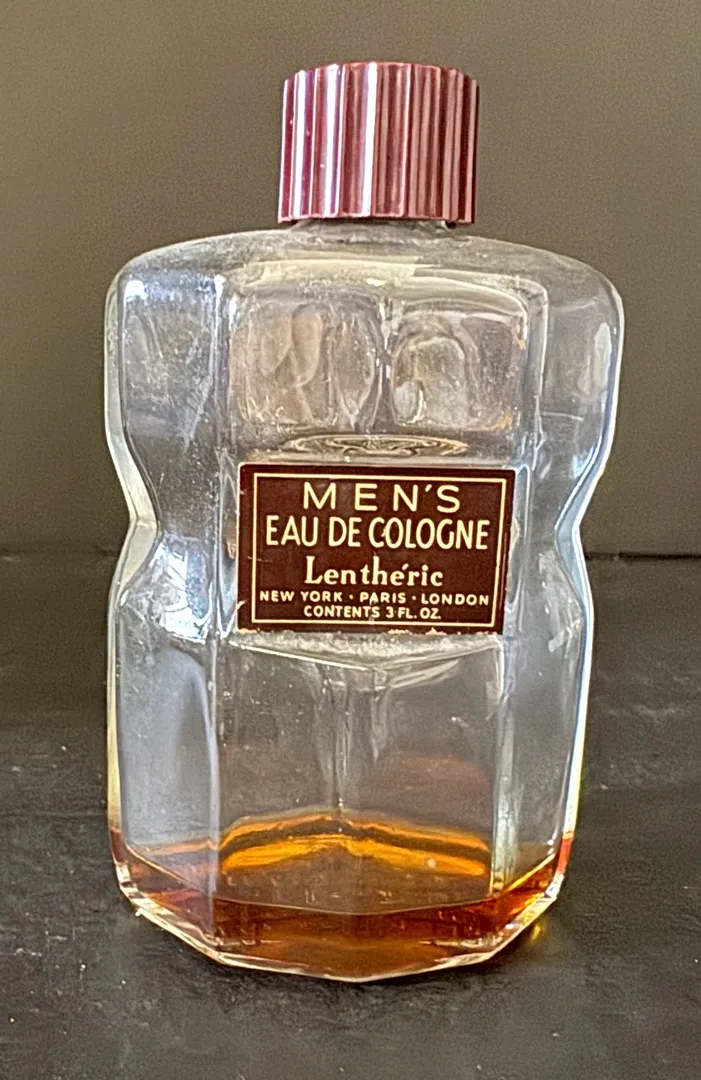 MEN'S
EAU DE COLOGNE
Lenthéric
NEW YORK · PARIS · LONDON
CONTENTS 3 FL. OZ.